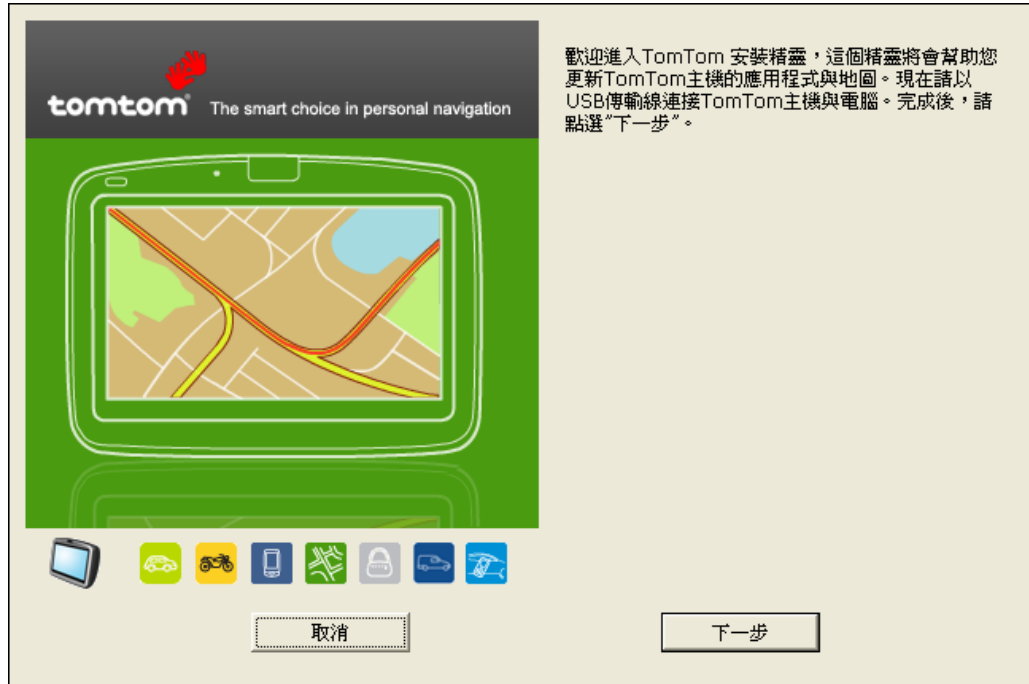 tomtom
The smart choice in personal navigation
歡迎進入TomTom 安裝精靈，這個精靈將會幫助您
更新TomTom主機的應用程式與地圖。現在請以
USB傳輸線連接TomTom主機與電腦。完成後，請
點選"下一步"。
取消
下一步